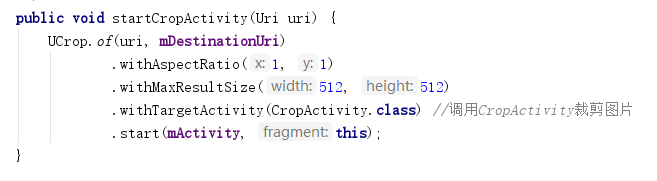 public void startCropActivity(Uri uri) {
UCrop.of(uri, mDestinationUri)
.withAspectRatio( x: 1, y: 1)
.withMaxResultSize( width: 512, height: 512)
.withTargetActivity(CropActivity.class) //调用CropActivity裁剪图片
.start(mActivity, fragment: this);
}